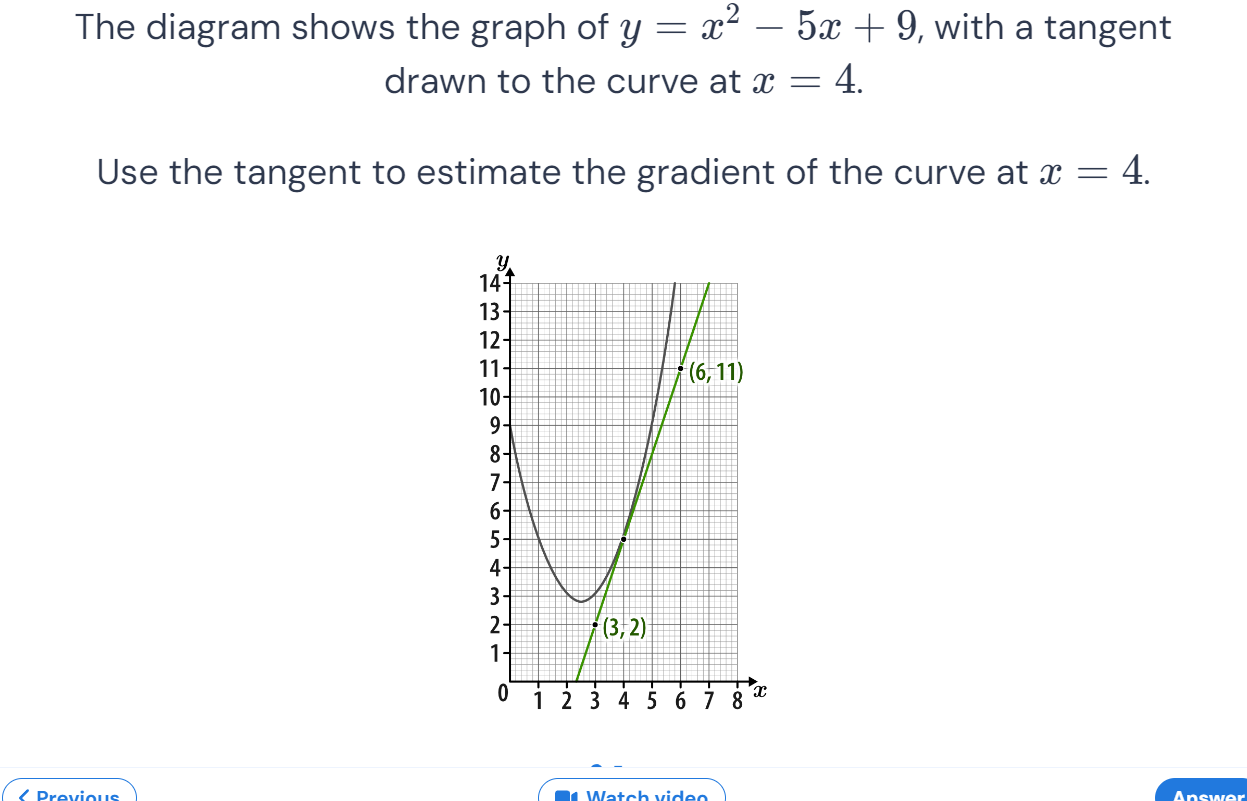 The diagram shows the graph of y = x² − 5x + 9, with a tangent
drawn to the curve at x = 4.
Use the tangent to estimate the gradient of the curve at x = 4.
y
14
13
12
11
(6, 11)
10
9
8
7
6
5
4
3
2
(3, 2)
1
0 1 2 3 4 5 6 7 8 x
Previous
Watch video
Answer